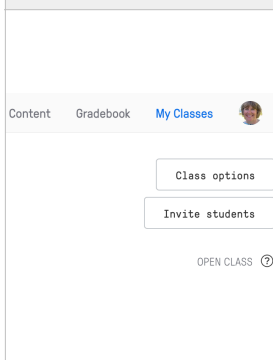 Content Gradebook My Classes
Class options
Invite students
OPEN CLASS ?